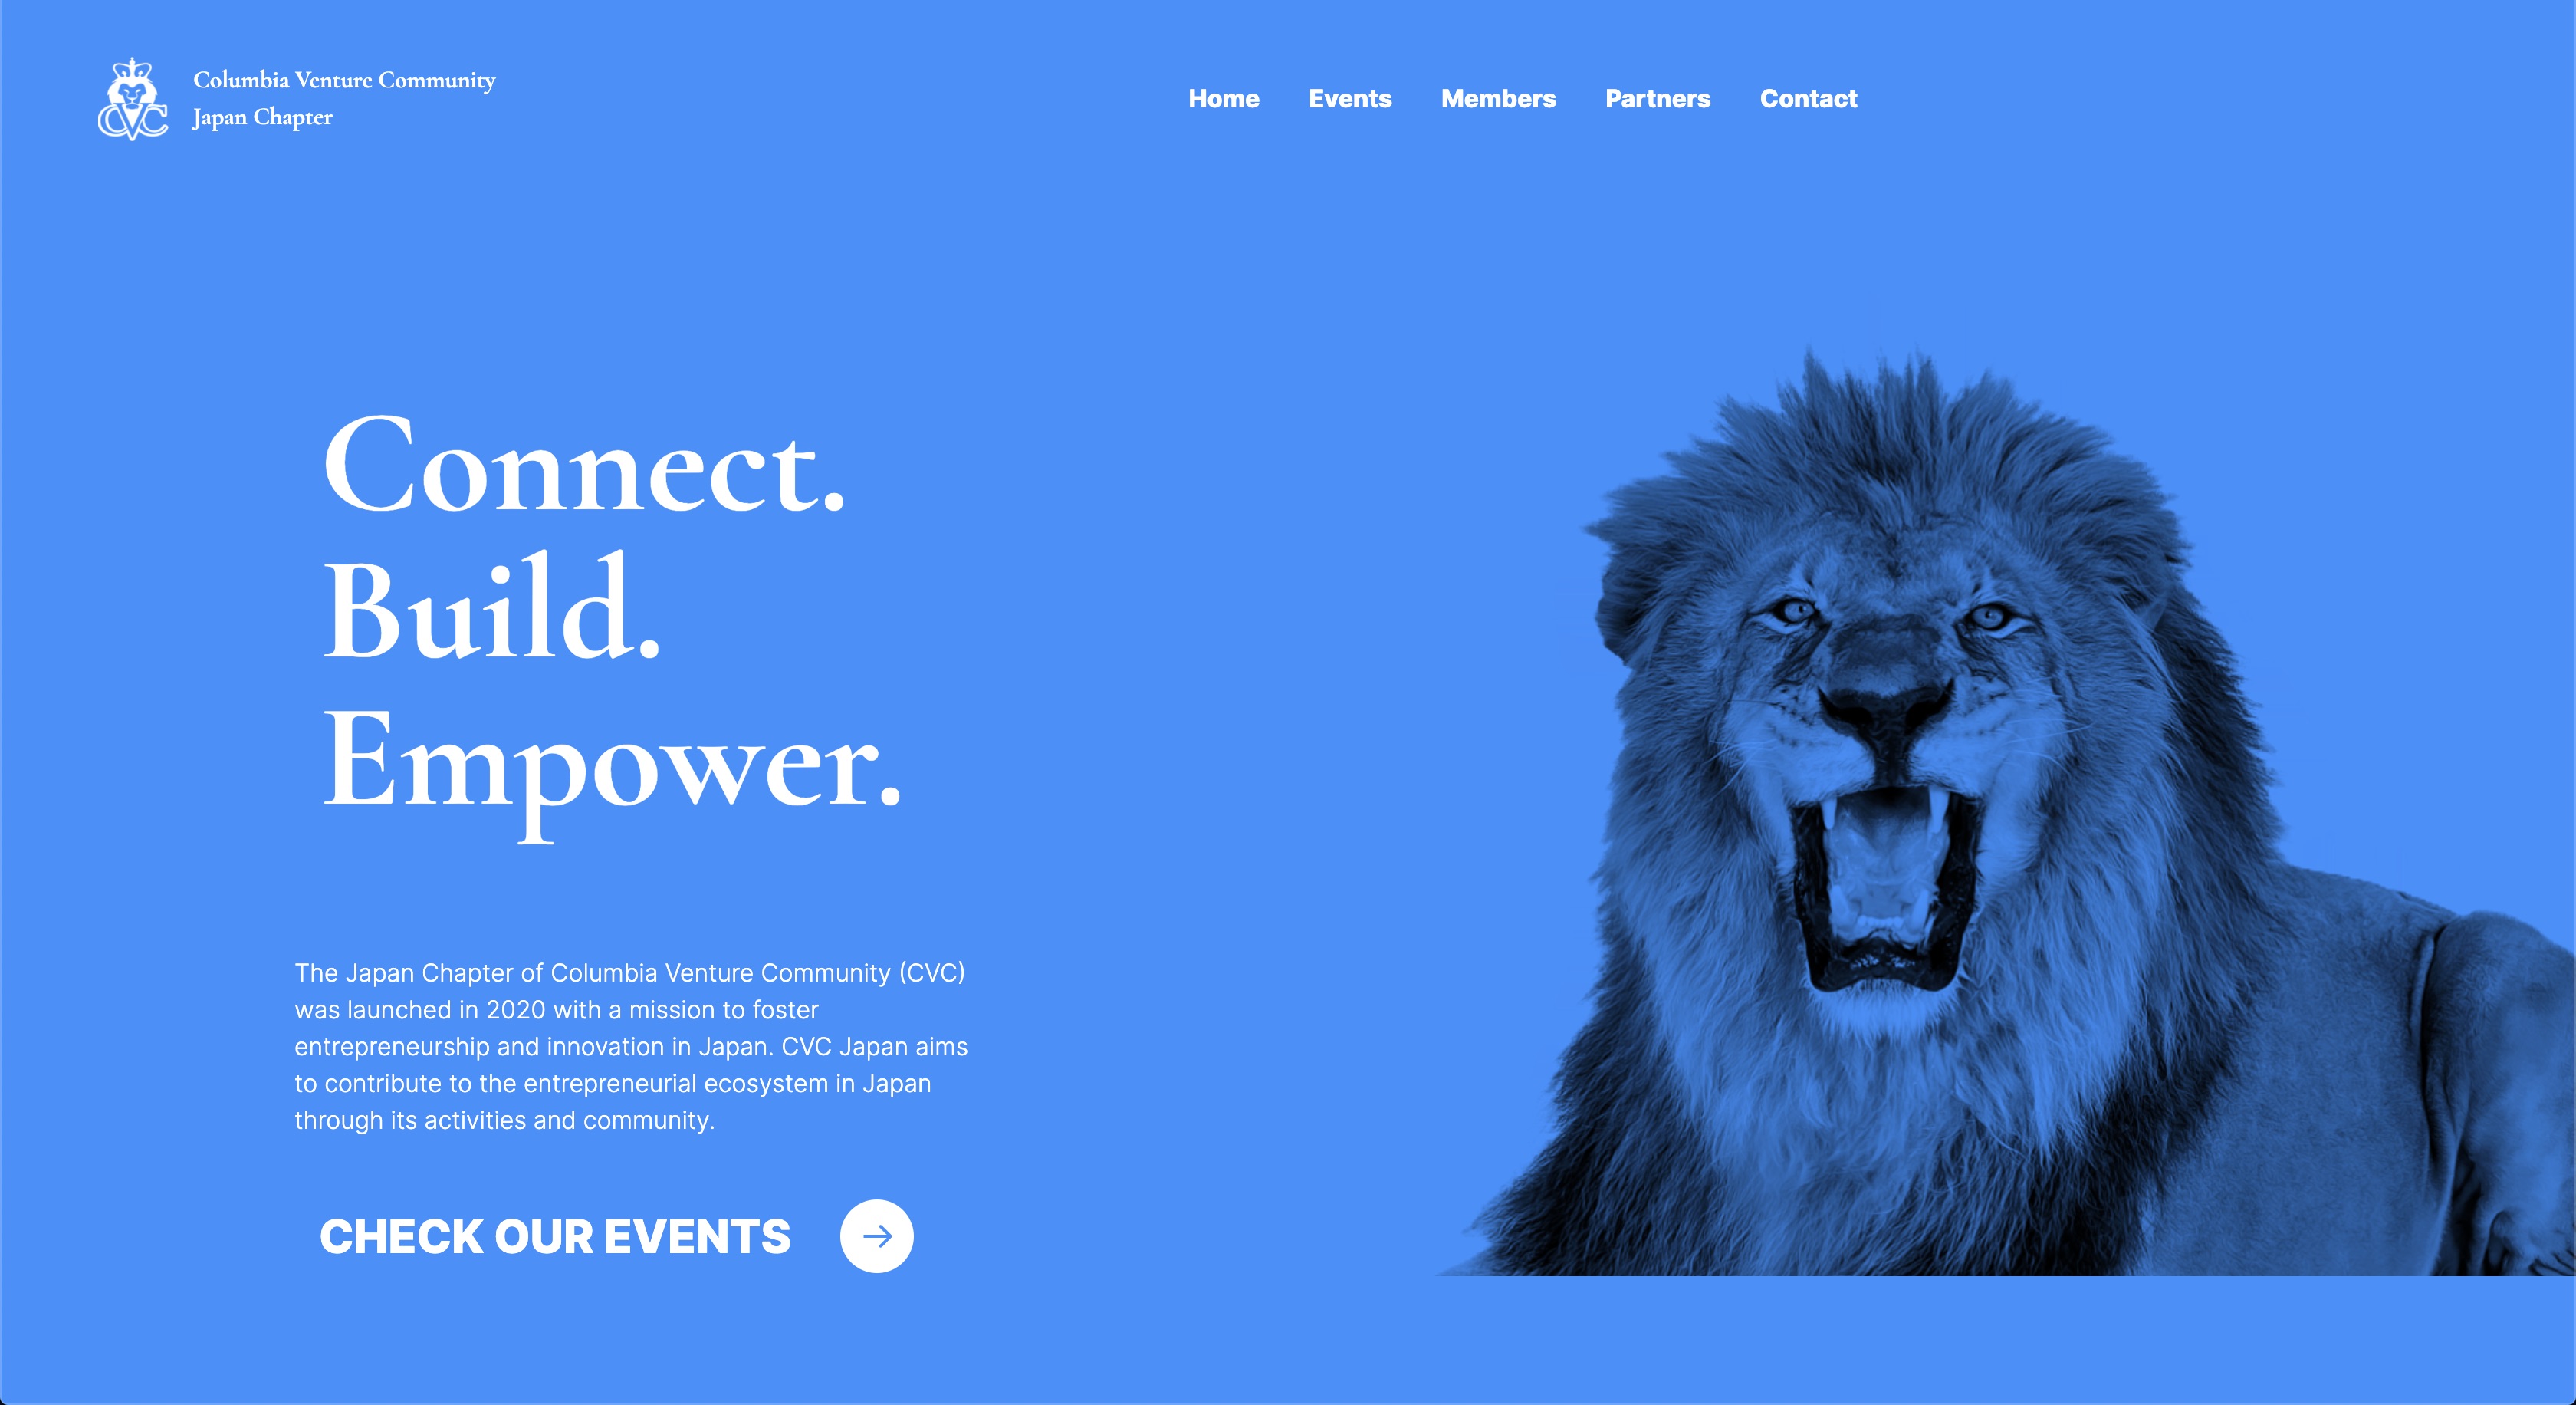 CVC
Columbia Venture Community
Japan Chapter
Home
Events
Members
Partners
Contact
Connect.
Build.
Empower.
The Japan Chapter of Columbia Venture Community (CVC)
was launched in 2020 with a mission to foster
entrepreneurship and innovation in Japan. CVC Japan aims
to contribute to the entrepreneurial ecosystem in Japan
through its activities and community.
CHECK OUR EVENTS